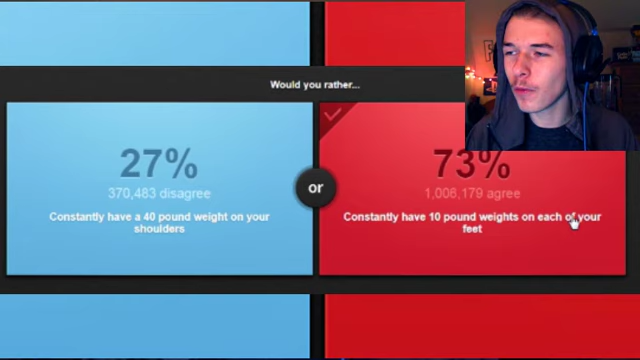 Would you rather...
27%
370,483 disagree
Constantly have a 40 pound weight on your
shoulders
or
73%
1,006,179 agree
Constantly have 10 pound weights on each of your
feet